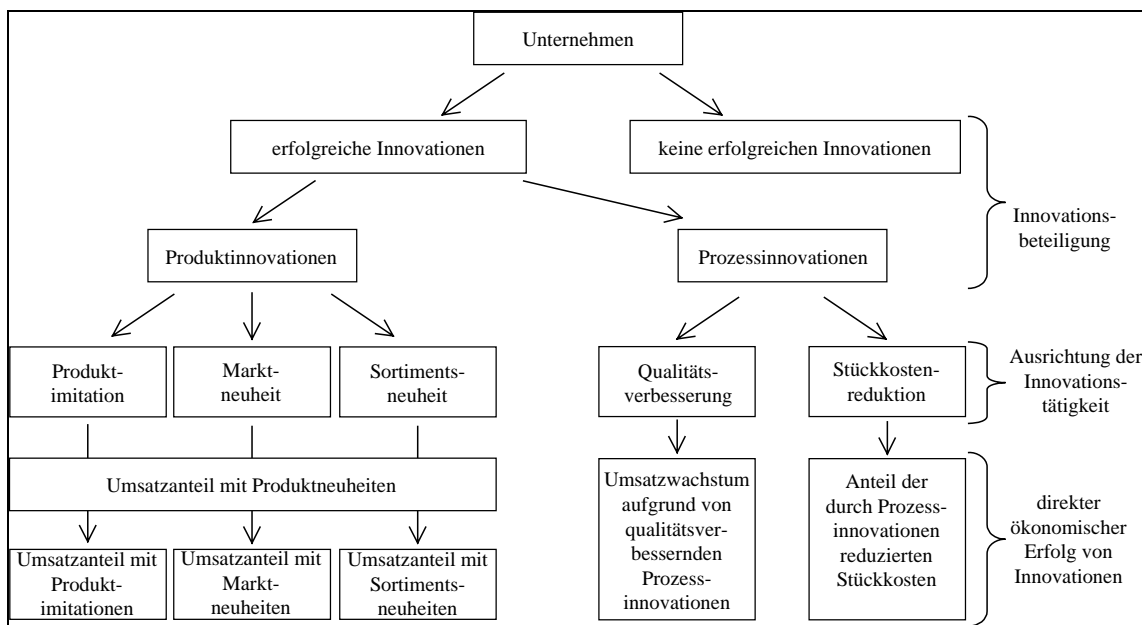 Unternehmen
erfolgreiche Innovationen
keine erfolgreichen Innovationen
Innovations-
beteiligung
Produktinnovationen
Prozessinnovationen
Produkt-
imitation
Markt-
neuheit
Sortiments-
neuheit
Qualitäts-
verbesserung
Stückkosten-
reduktion
Ausrichtung der
Innovations-
tätigkeit
Umsatzanteil mit Produktneuheiten
Umsatzanteil mit
Produkt-
imitationen
Umsatzanteil mit
Markt-
neuheiten
Umsatzanteil mit
Sortiments-
neuheiten
Umsatzwachstum
aufgrund von
qualitätsver-
bessernden
Prozess-
innovationen
Anteil der
durch Prozess-
innovationen
reduzierten
Stückkosten
direkter
ökonomischer
Erfolg von
Innovationen